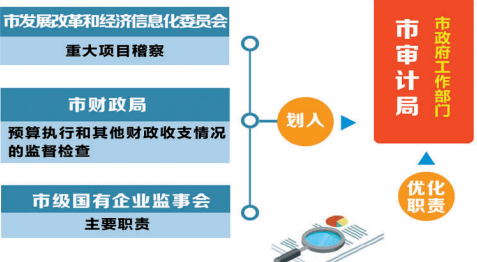 市发展改革和经济信息化委员会
重大项目稽察
市财政局
预算执行和其他财政收支情况
的监督检查
市级国有企业监事会
主要职责
划入
市审计局
市政府工作部门
优化
职责